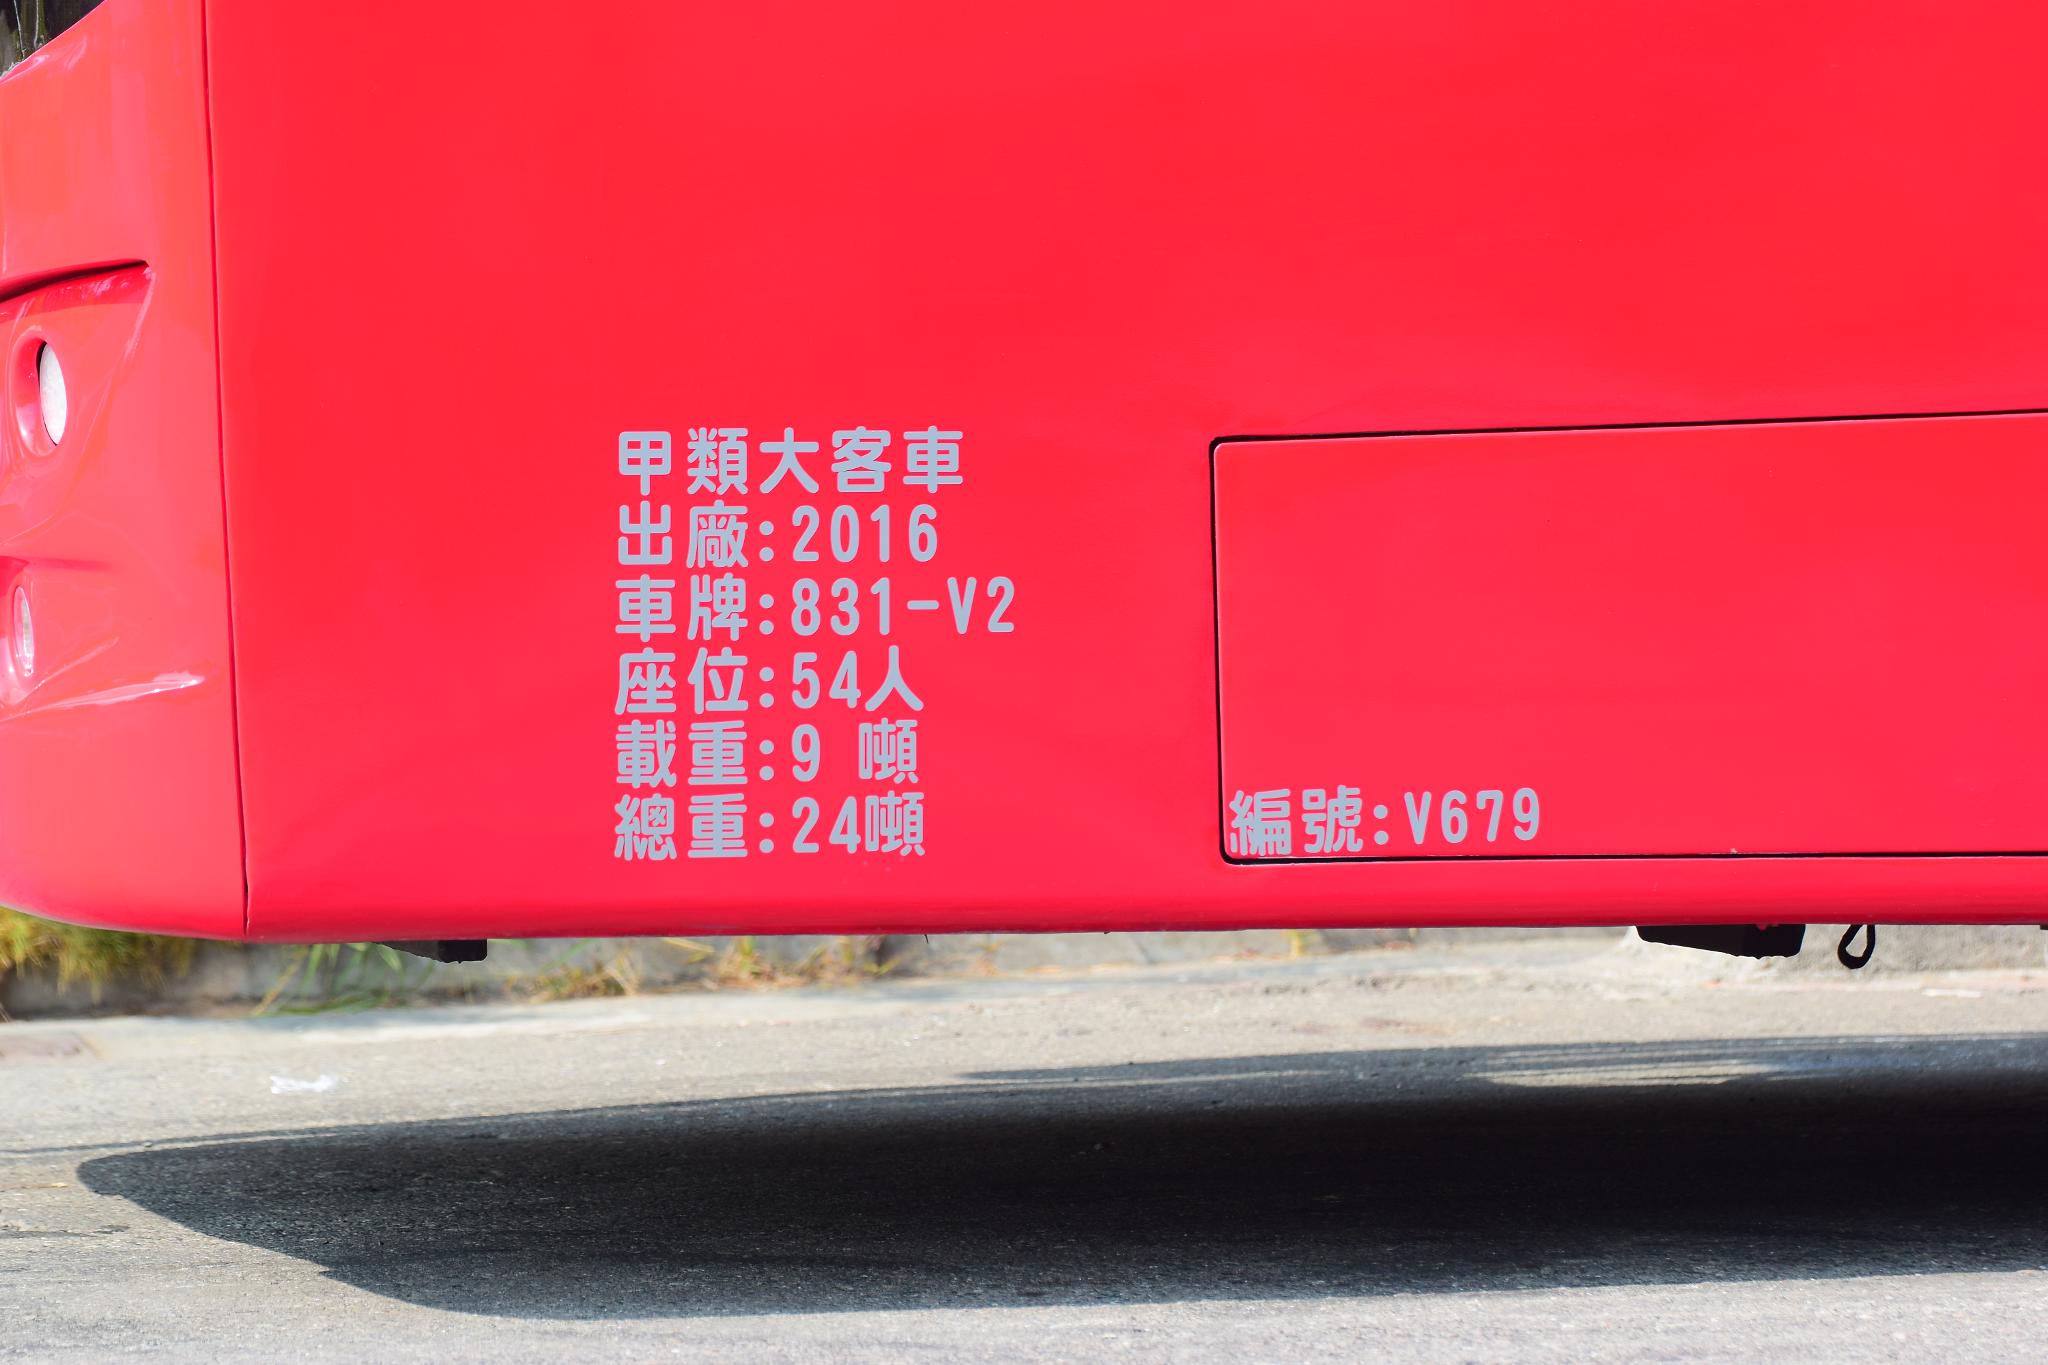 甲類大客車
出廠:2016
車牌:831-V2
座位:54人
載重:9 噸
總重:24噸
編號:V679